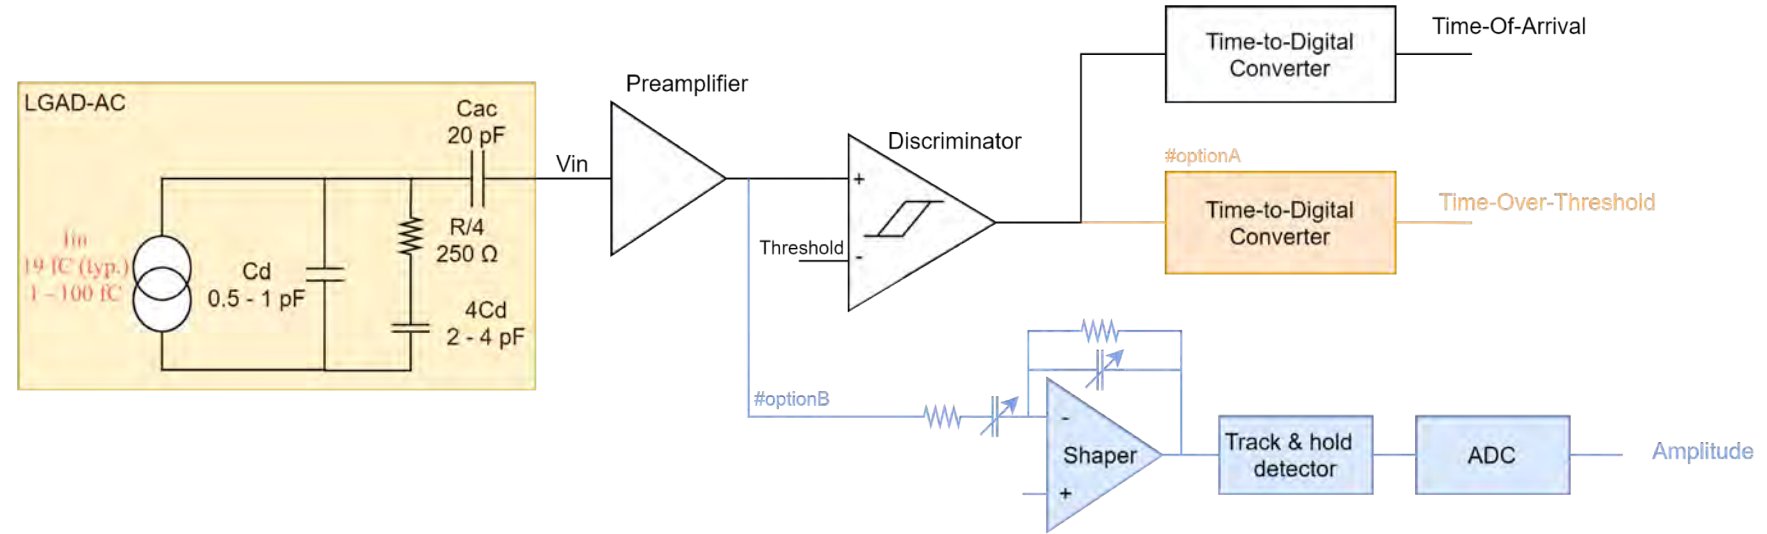 LGAD-AC
Iin
19 fC (typ.)
1 – 100 fC
Cd
0.5 - 1 pF
Cac
20 pF
R/4
250 Ω
4Cd
2 - 4 pF
Vin
Preamplifier
Discriminator
+
Threshold
-
Time-to-Digital
Converter
Time-Of-Arrival
#optionA
Time-to-Digital
Converter
Time-Over-Threshold
#optionB
-
Shaper
+
Track & hold
detector
ADC
Amplitude